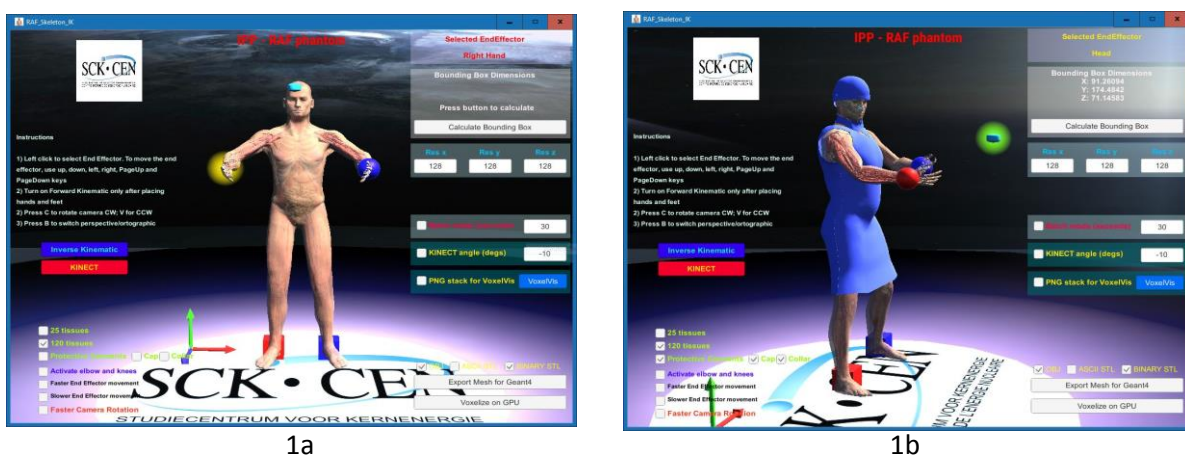 RAF_Skeleton_IK
IPP - RAF phantom
SCK•CEN
Selected EndEffector
Right Hand
Bounding Box Dimensions
Press button to calculate
Calculate Bounding Box
Res x Res y Res z
128 128 128
Instructions
1) Left click to select End Effector. To move the end
effector, use up, down, left, right, PageUp and
PageDown keys
2) Turn on Forward Kinematic only after placing
hands and feet
2) Press C to rotate camera CW; V for CCW
3) Press B to switch perspective/ortographic
30
Inverse Kinematic
KINECT
KINECT angle (degs) -10
PNG stack for VoxelVis VoxelVis
25 tissues
120 tissues
Protective Garments Cap Collar
Activate elbow and knees
Faster End Effector movement
Slower End Effector movement
Faster Camera Rotation
ASCII STL BINARY STL
Export Mesh for Geant4
Voxelize on GPU
SCK•CEN
STUDIECENTRUM VOOR KERNENERGIE
1a
RAF_Skeleton_IK
IPP - RAF phantom
SCK•CEN
Selected EndEffector
Head
Bounding Box Dimensions
X: 91.26094
Y: 174.4842
Z: 71.14583
Calculate Bounding Box
Res x Res y Res z
128 128 128
Instructions
1) Left click to select End Effector. To move the end
effector, use up, down, left, right, PageUp and
PageDown keys
2) Turn on Forward Kinematic only after placing
hands and feet
2) Press C to rotate camera CW; V for CCW
3) Press B to switch perspective/ortographic
30
Inverse Kinematic
KINECT
KINECT angle (degs) -10
PNG stack for VoxelVis VoxelVis
25 tissues
120 tissues
Protective Garments Cap Collar
Activate elbow and knees
Faster End Effector movement
Slower End Effector movement
Faster Camera Rotation
OBJ ASCII STL BINARY STL
Export Mesh for Geant4
Voxelize on GPU
1b